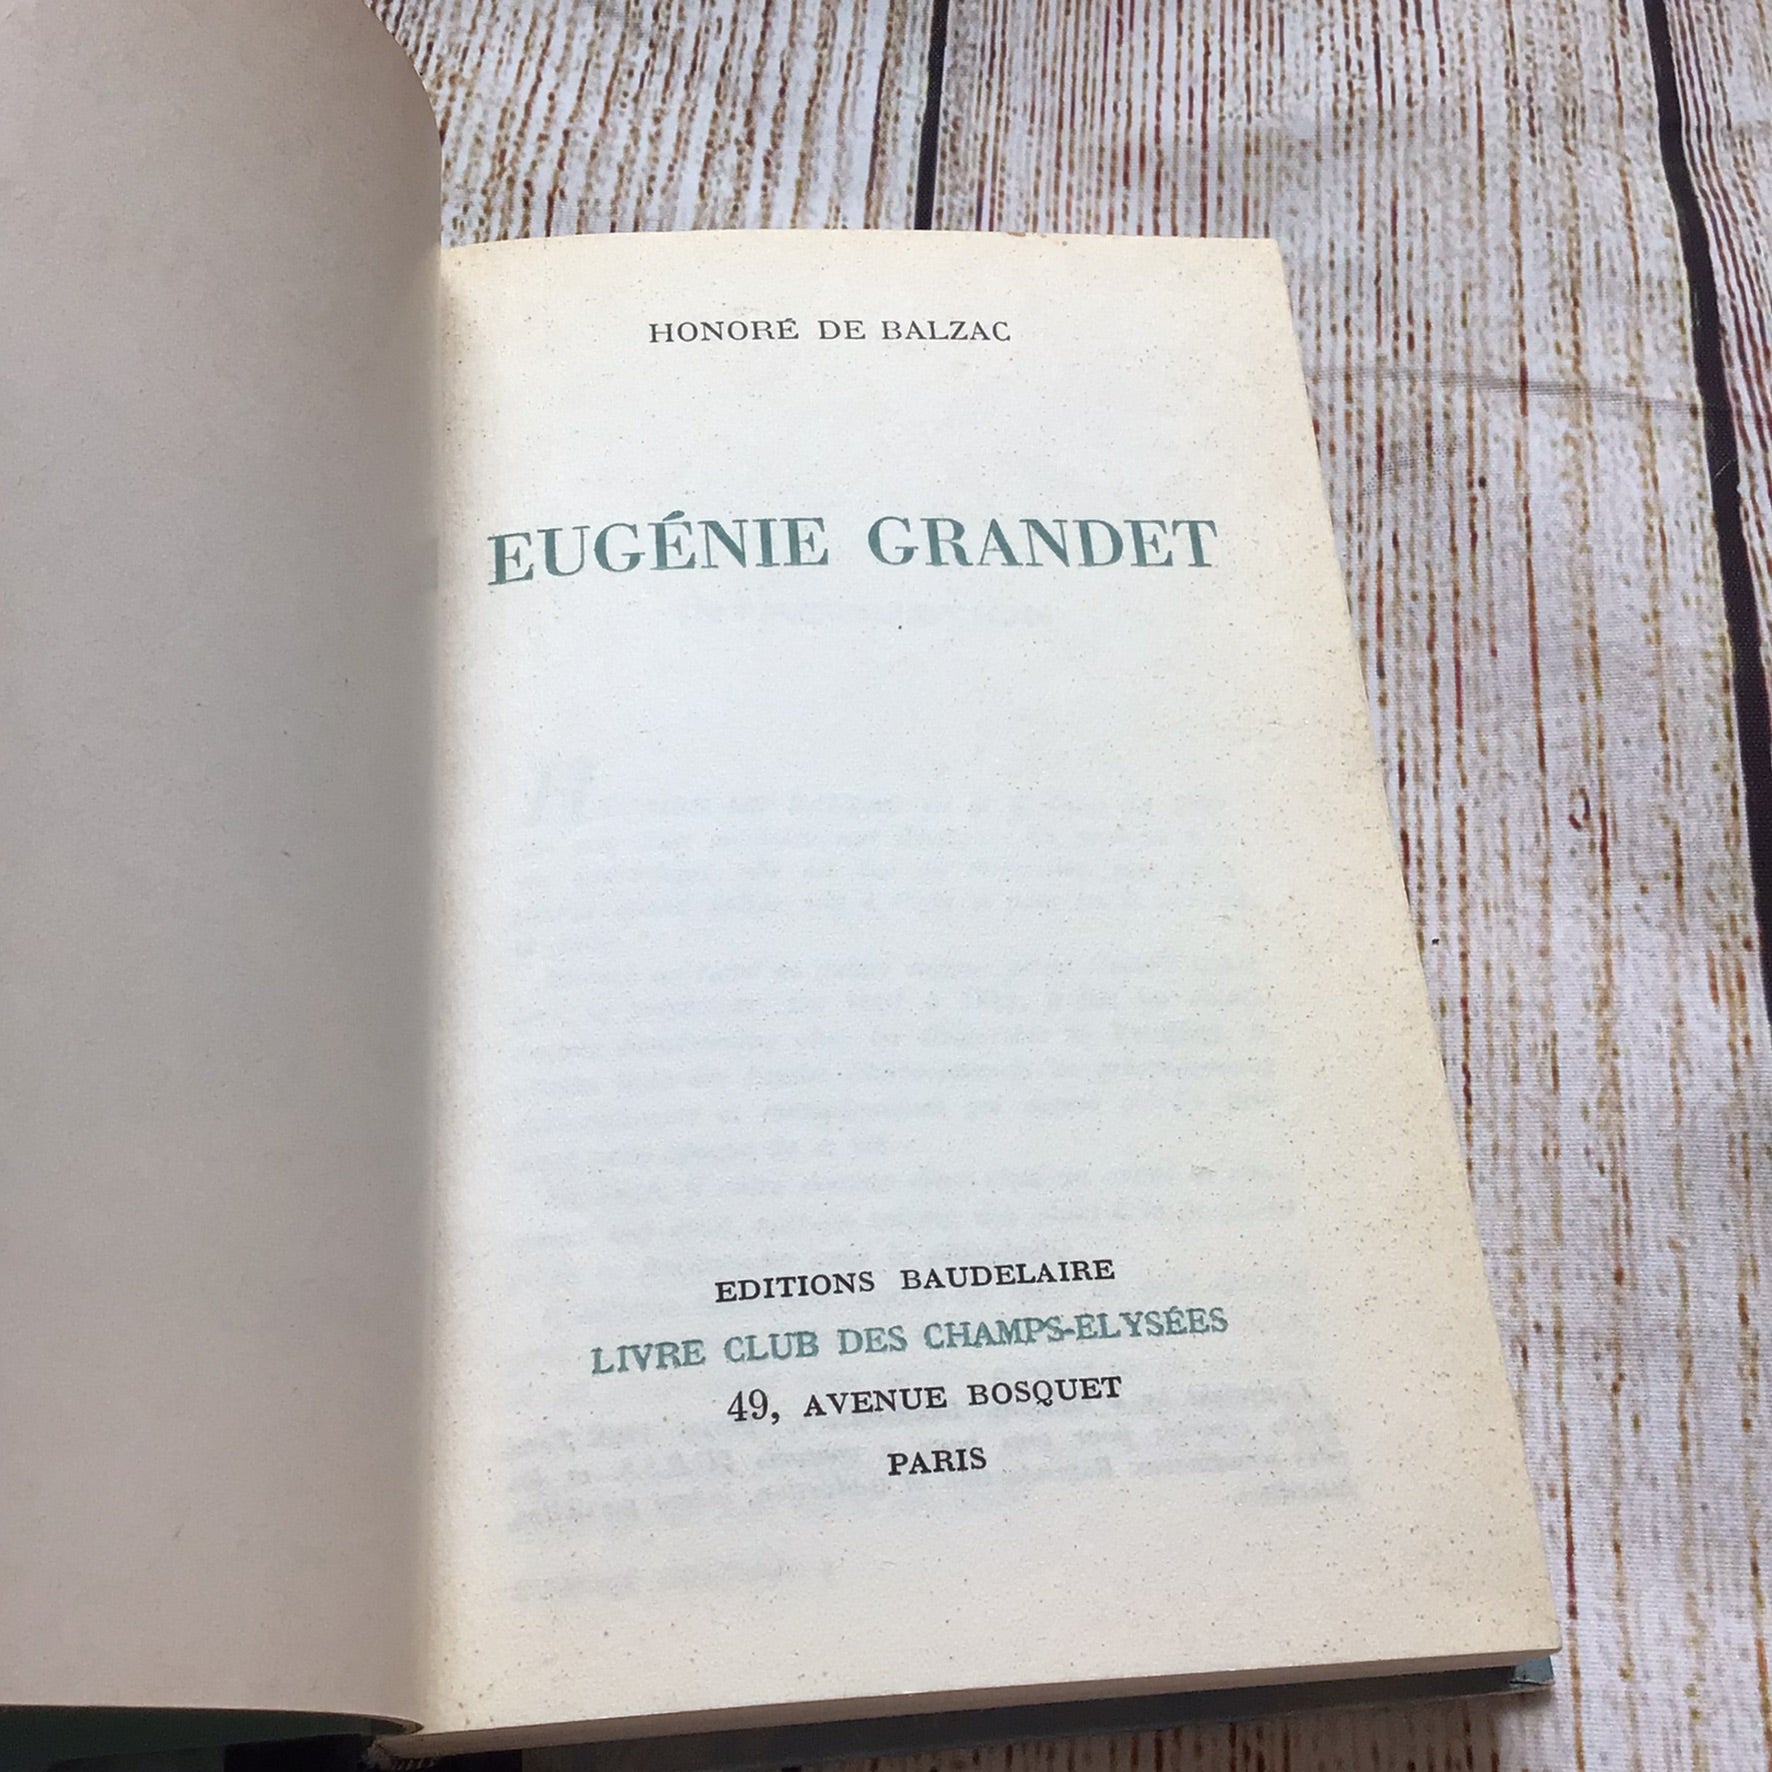 HONORÉ DE BALZAC
EUGÉNIE GRANDET
EDITIONS BAUDELAIRE
LIVRE CLUB DES CHAMPS-ELYSÉES
49, AVENUE BOSQUET
PARIS